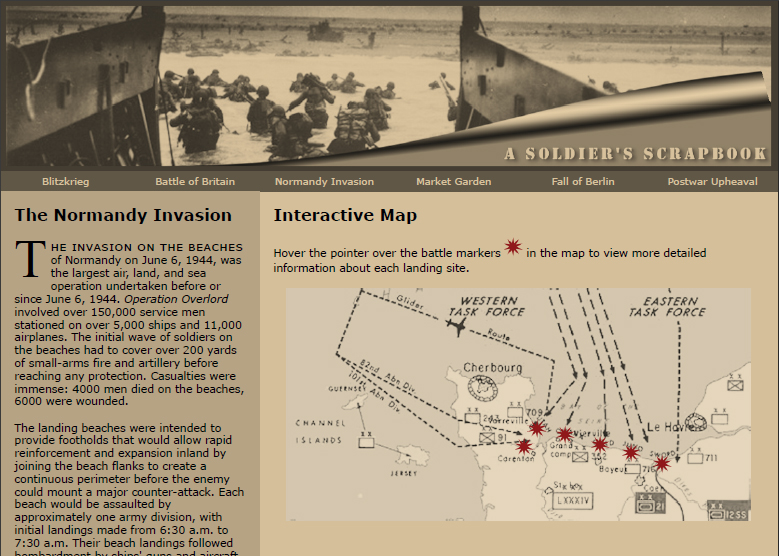 A SOLDIER'S SCRAPBOOK
Blitzkrieg
Battle of Britain
Normandy Invasion
Market Garden
Fall of Berlin
Postwar Upheaval
The Normandy Invasion
THE INVASION ON THE BEACHES
of Normandy on June 6, 1944, was
the largest air, land, and sea
operation undertaken before or
since June 6, 1944. Operation Overlord
involved over 150,000 service men
stationed on over 5,000 ships and 11,000
airplanes. The initial wave of soldiers on
the beaches had to cover over 200 yards
of small-arms fire and artillery before
reaching any protection. Casualties were
immense: 4000 men died on the beaches,
6000 were wounded.
The landing beaches were intended to
provide footholds that would allow rapid
reinforcement and expansion inland by
joining the beach flanks to create a
continuous perimeter before the enemy
could mount a major counter-attack. Each
beach would be assaulted by
approximately one army division, with
initial landings made from 6:30 a.m. to
7:30 a.m. Their beach landings followed
bombardment by ships' guns and aircraft
Interactive Map
Hover the pointer over the battle markers in the map to view more detailed
information about each landing site.
WESTERN
TASK FORCE
EASTERN
TASK FORCE
Glider
Route
82nd Abn Div
101st Abn Div
Cherbourg
GUERNSEY
CHANNEL
ISLANDS
JERSEY
709
243
91
Carentan
Grand
camp
352
Bayeux
716
Caen
Le Havre
711
LXXXIV
21
12SS